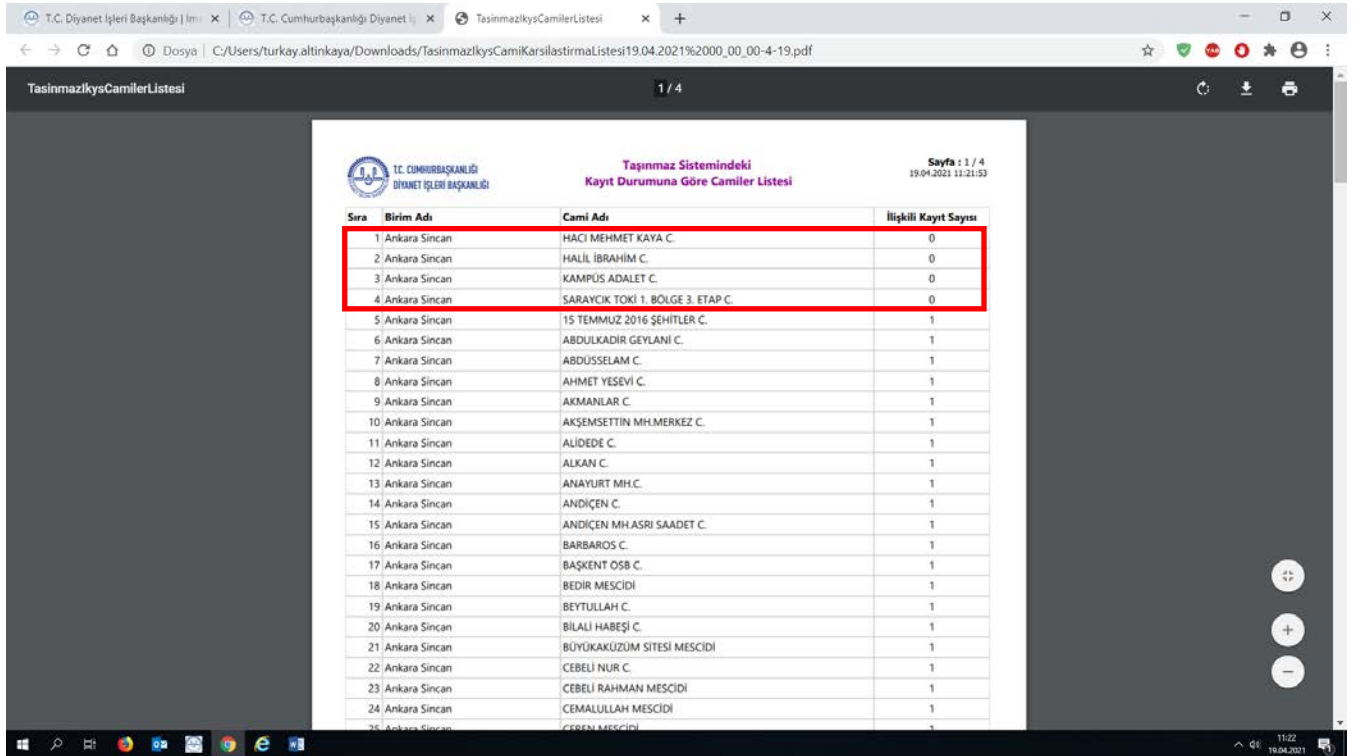 T.C. Diyanet İşleri Başkanlığı | İm
T.C. Cumhurbaşkanlığı Diyanet İş
TasinmazIkysCamilerListesi
Dosya | C:/Users/turkay.altinkaya/Downloads/TasinmazIkysCamiKarsilastirmaListesi19.04.2021%2000_00_00-4-19.pdf
TasinmazIkysCamilerListesi
1 / 4
T.C. CUMHURBAŞKANLIĞI
DİYANET İŞLERİ BAŞKANLIĞI
Taşınmaz Sistemindeki
Kayıt Durumuna Göre Camiler Listesi
Sayfa : 1 / 4
19.04.2021 11:21:53
Sıra Birim Adı Cami Adı İlişkili Kayıt Sayısı
1 Ankara Sincan HACI MEHMET KAYA C. 0
2 Ankara Sincan HALİL İBRAHİM C. 0
3 Ankara Sincan KAMPÜS ADALET C. 0
4 Ankara Sincan SARAYCIK TOKİ 1. BÖLGE 3. ETAP C. 0
5 Ankara Sincan 15 TEMMUZ 2016 ŞEHİTLER C. 1
6 Ankara Sincan ABDULKADİR GEYLANİ C. 1
7 Ankara Sincan ABDÜSSELAM C. 1
8 Ankara Sincan AHMET YESEVİ C. 1
9 Ankara Sincan AKMANLAR C. 1
10 Ankara Sincan AKŞEMSETTİN MH.MERKEZ C. 1
11 Ankara Sincan ALİDEDE C. 1
12 Ankara Sincan ALKAN C. 1
13 Ankara Sincan ANAYURT MH.C. 1
14 Ankara Sincan ANDİÇEN C. 1
15 Ankara Sincan ANDİÇEN MH.ASRI SAADET C. 1
16 Ankara Sincan BARBAROS C. 1
17 Ankara Sincan BAŞKENT OSB C. 1
18 Ankara Sincan BEDİR MESCİDİ 1
19 Ankara Sincan BEYTULLAH C. 1
20 Ankara Sincan BİLALİ HABEŞİ C. 1
21 Ankara Sincan BÜYÜKAKÜZÜM SİTESİ MESCİDİ 1
22 Ankara Sincan CEBELİ NUR C. 1
23 Ankara Sincan CEBELİ RAHMAN MESCİDİ 1
24 Ankara Sincan CEMALULLAH MESCİDİ 1
25 Ankara Sincan CEREN MESCİDİ 1
11:22
19.04.2021